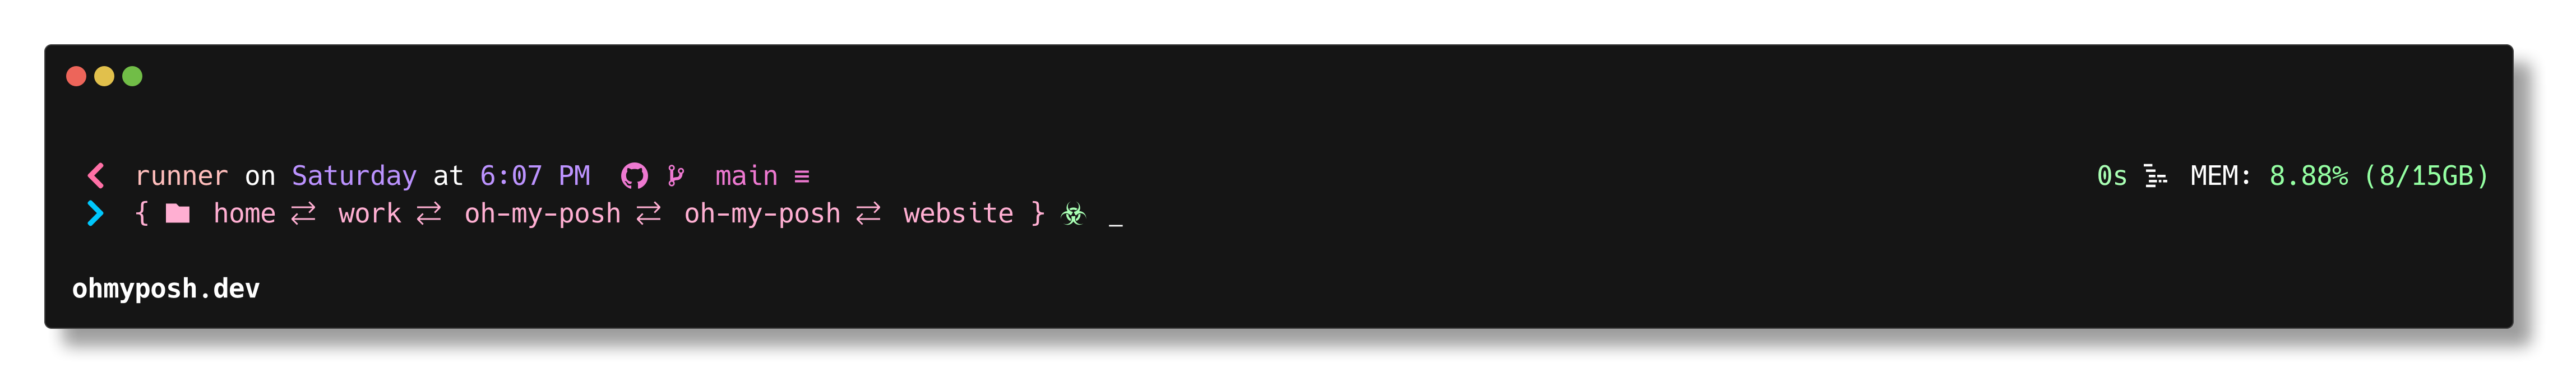 runner on Saturday at 6:07 PM main ≡ 0s MEM: 8.88% (8/15GB)
{ home ⇄ work ⇄ oh-my-posh ⇄ oh-my-posh ⇄ website } ☣ _
ohmyposh.dev